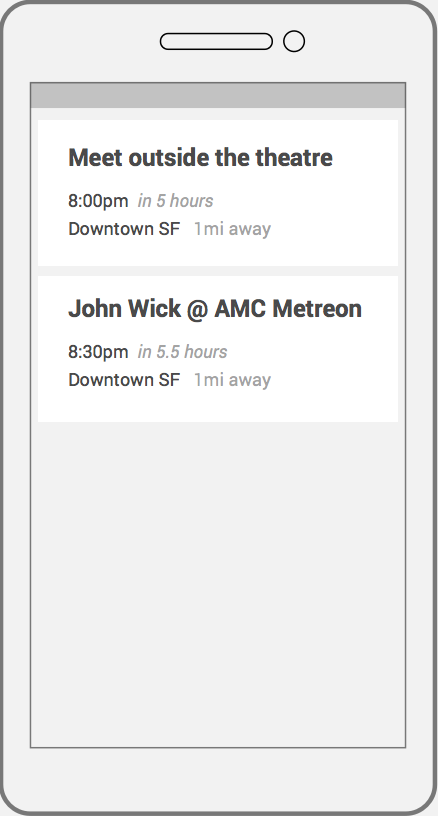 Meet outside the theatre
8:00pm in 5 hours
Downtown SF 1mi away
John Wick @ AMC Metreon
8:30pm in 5.5 hours
Downtown SF 1mi away